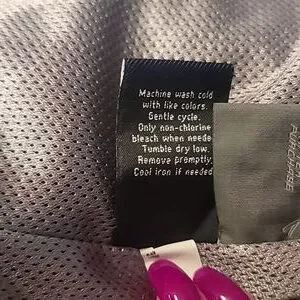 Machine wash cold
with like colors.
Gentle cycle.
Only non-chlorine
bleach when needed.
Tumble dry low.
Remove promptly.
Cool iron if needed